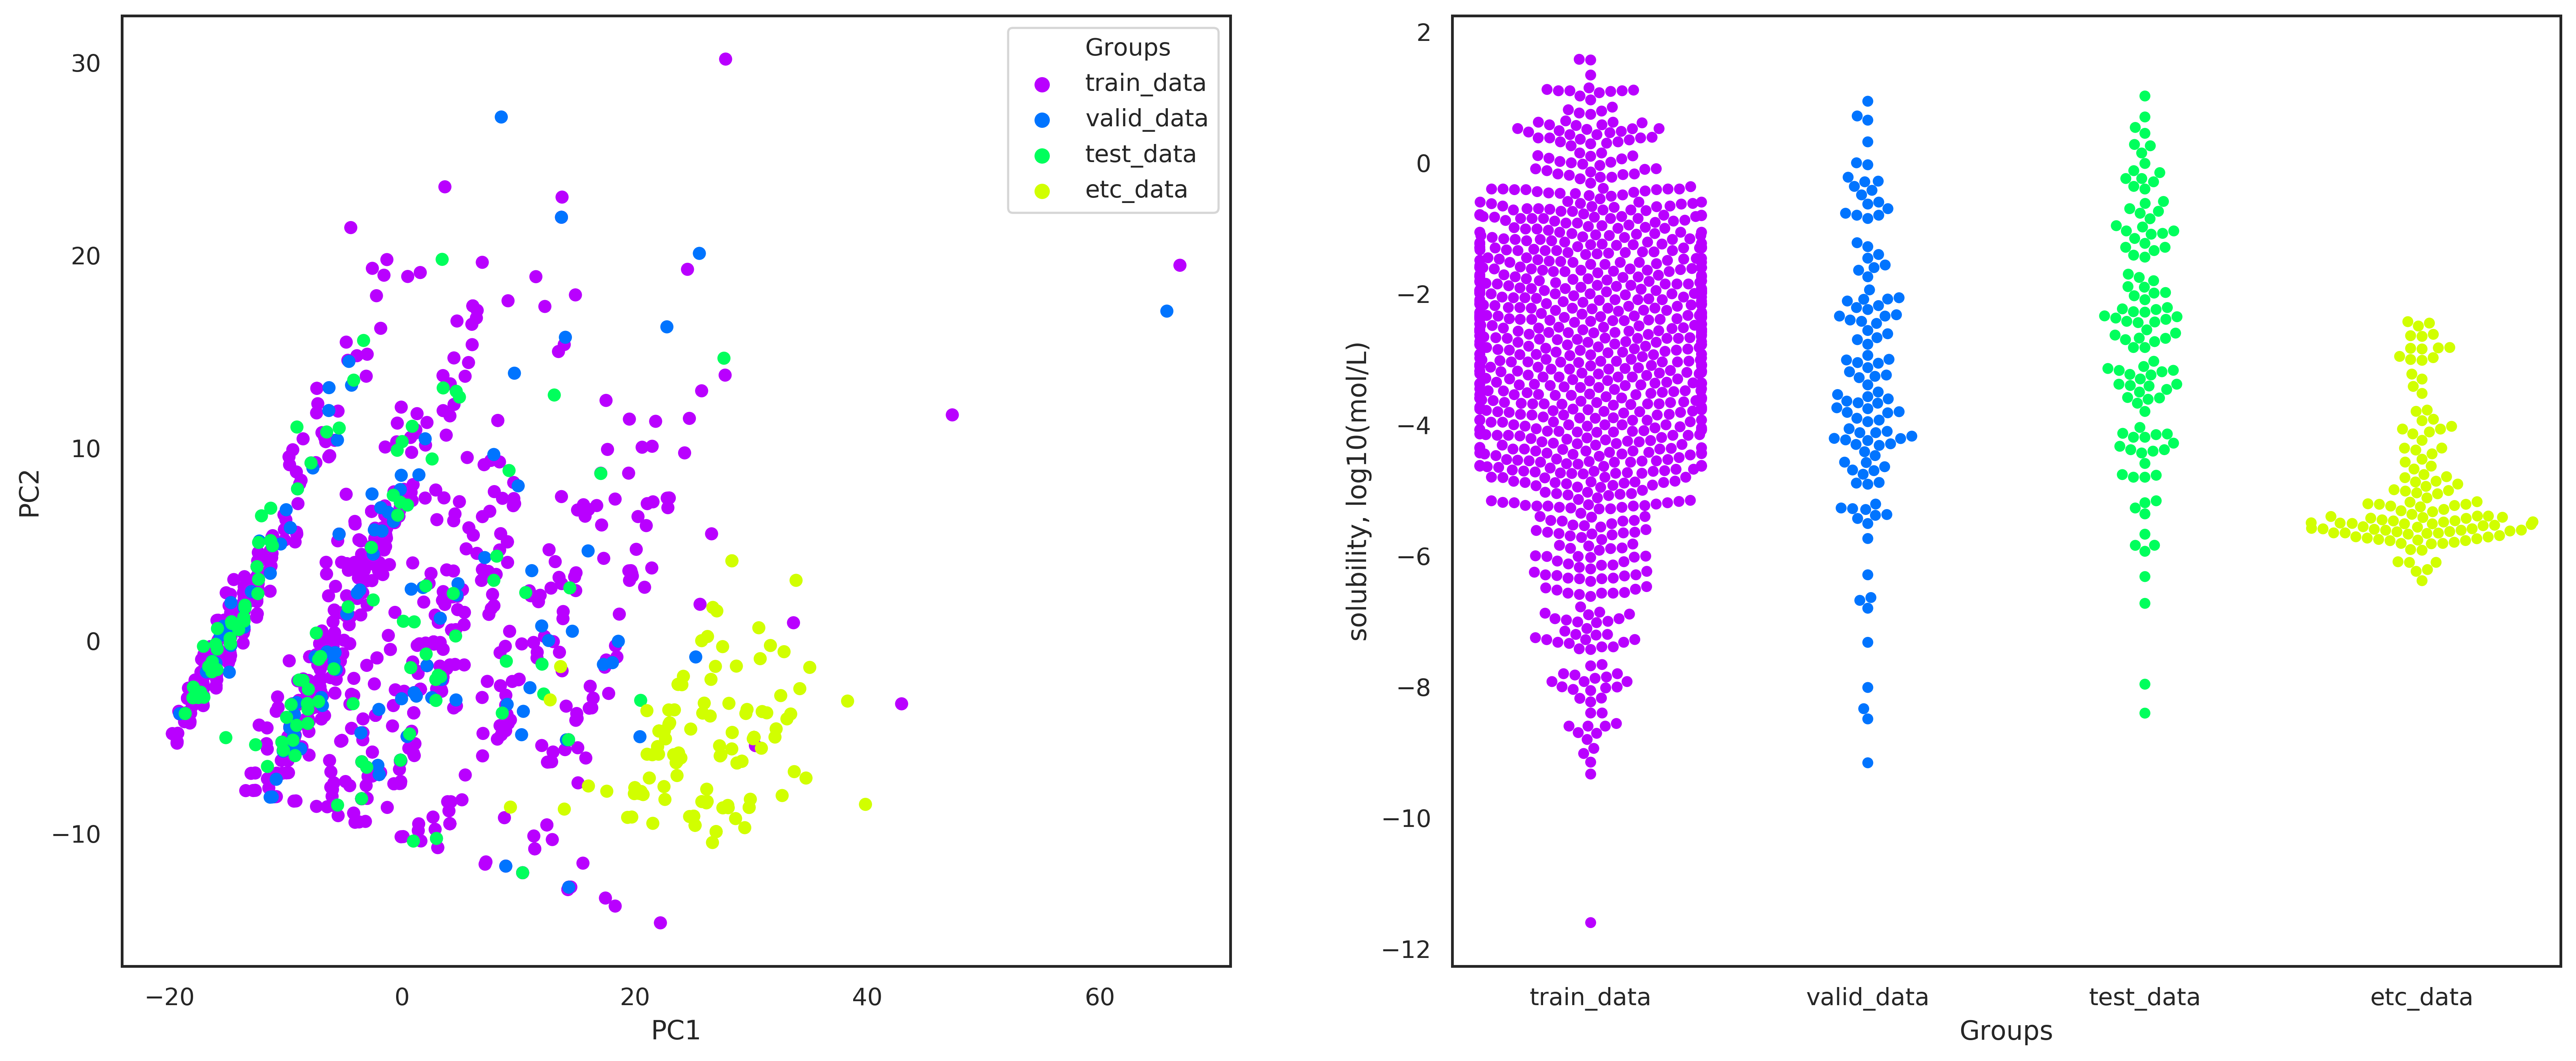 30
20
10
0
−10
PC2
−20
0
20
40
60
PC1
Groups
train_data
valid_data
test_data
etc_data
2
0
−2
−4
−6
−8
−10
−12
solubility, log10(mol/L)
train_data
valid_data
test_data
etc_data
Groups